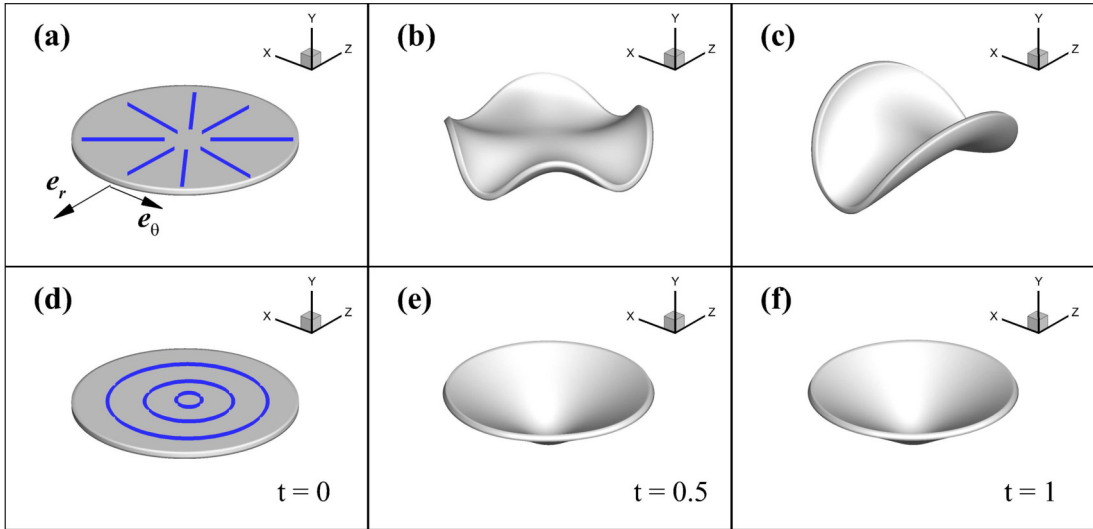 (a)
Y
X
Z
e_r
e_θ
(b)
Y
X
Z
(c)
Y
X
Z
(d)
Y
X
Z
t = 0
(e)
Y
X
Z
t = 0.5
(f)
Y
X
Z
t = 1